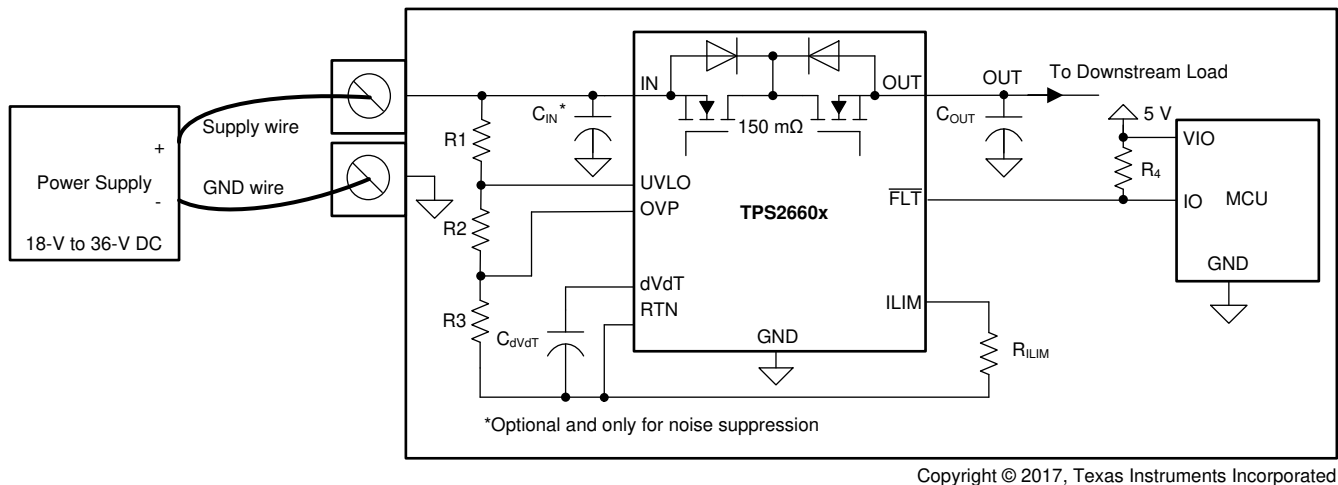 Power Supply
+
-
18-V to 36-V DC
Supply wire
GND wire
R1
R2
R3
C_IN*
C_dVdT
IN
UVLO
OVP
dVdT
RTN
150 mΩ
TPS2660x
GND
OUT
FLT
ILIM
R_ILIM
C_OUT
OUT
To Downstream Load
5 V
R4
VIO
IO
MCU
GND
*Optional and only for noise suppression
Copyright © 2017, Texas Instruments Incorporated